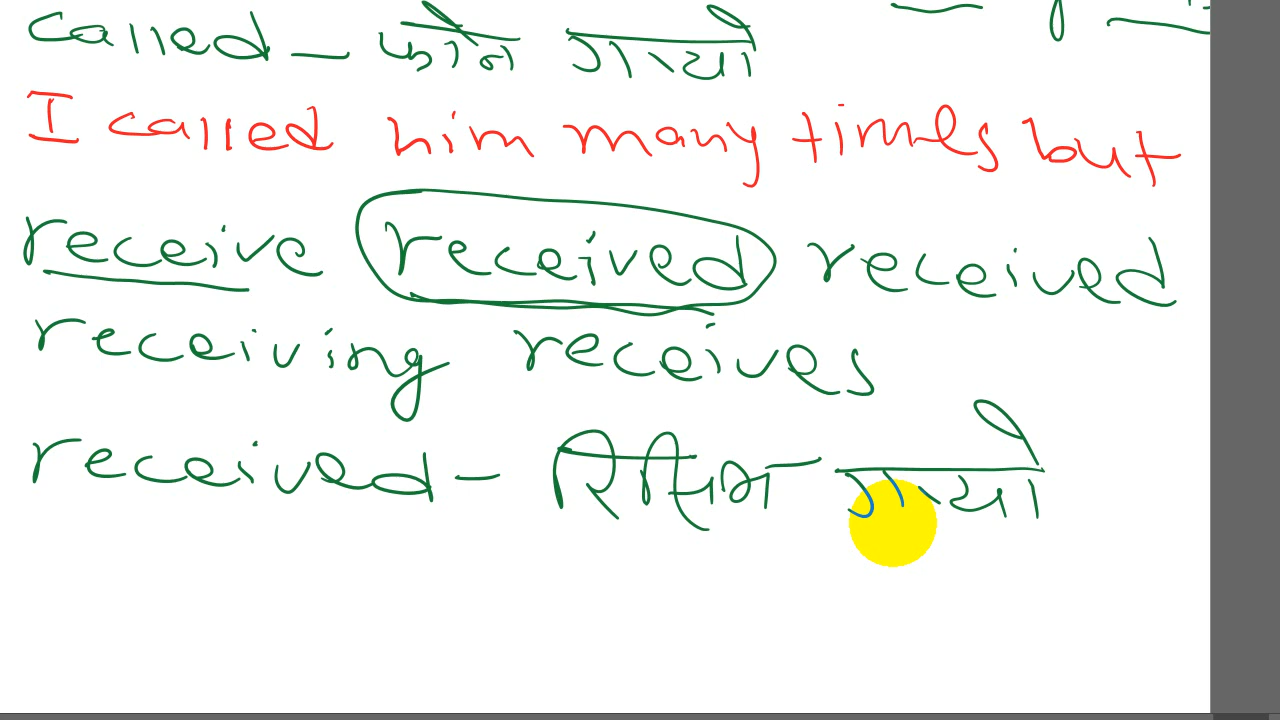 called - फोन गर्‍यो
I called him many times but
receive received received
receiving receives
received - रिसिभ गर्‍यो